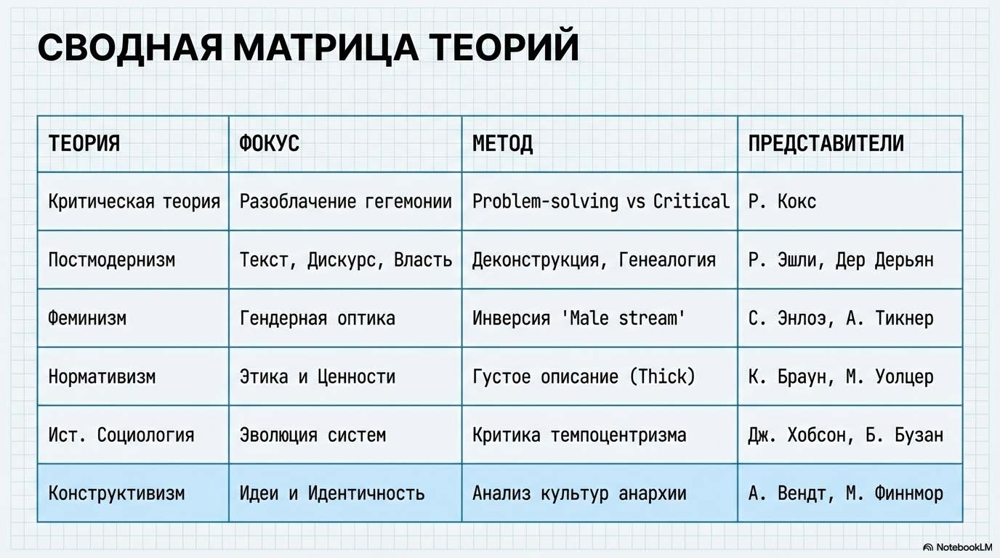 СВОДНАЯ МАТРИЦА ТЕОРИЙ
ТЕОРИЯ ФОКУС МЕТОД ПРЕДСТАВИТЕЛИ
Критическая теория Разоблачение гегемонии Problem-solving vs Critical Р. Кокс
Постмодернизм Текст, Дискурс, Власть Деконструкция, Генеалогия Р. Эшли, Дер Дерьян
Феминизм Гендерная оптика Инверсия 'Male stream' С. Энлоэ, А. Тикнер
Нормативизм Этика и Ценности Густое описание (Thick) К. Браун, М. Уолцер
Ист. Социология Эволюция систем Критика темпоцентризма Дж. Хобсон, Б. Бузан
Конструктивизм Идеи и Идентичность Анализ культур анархии А. Вендт, М. Финнмор
NotebookLM